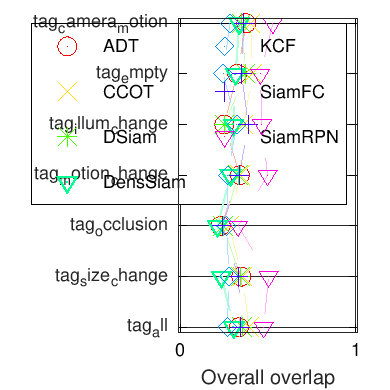 tag_camera_motion
ADT KCF
tag_empty
CCOT SiamFC
tag_illum_change
DSiam SiamRPN
tag_motion_change
DensSiam
tag_occlusion
tag_size_change
tag_all
0 1
Overall overlap